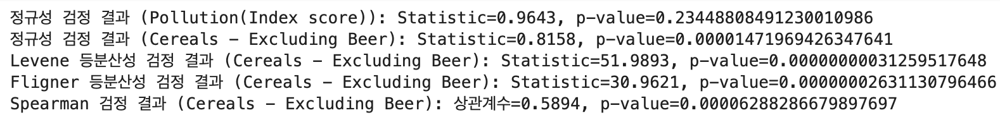 정규성 검정 결과 (Pollution(Index score)): Statistic=0.9643, p-value=0.23448808491230010986
정규성 검정 결과 (Cereals - Excluding Beer): Statistic=0.8158, p-value=0.00001471969426347641
Levene 등분산성 검정 결과 (Cereals - Excluding Beer): Statistic=51.9893, p-value=0.00000000031259517648
Fligner 등분산성 검정 결과 (Cereals - Excluding Beer): Statistic=30.9621, p-value=0.00000002631130796466
Spearman 검정 결과 (Cereals - Excluding Beer): 상관계수=0.5894, p-value=0.00006288286679897697